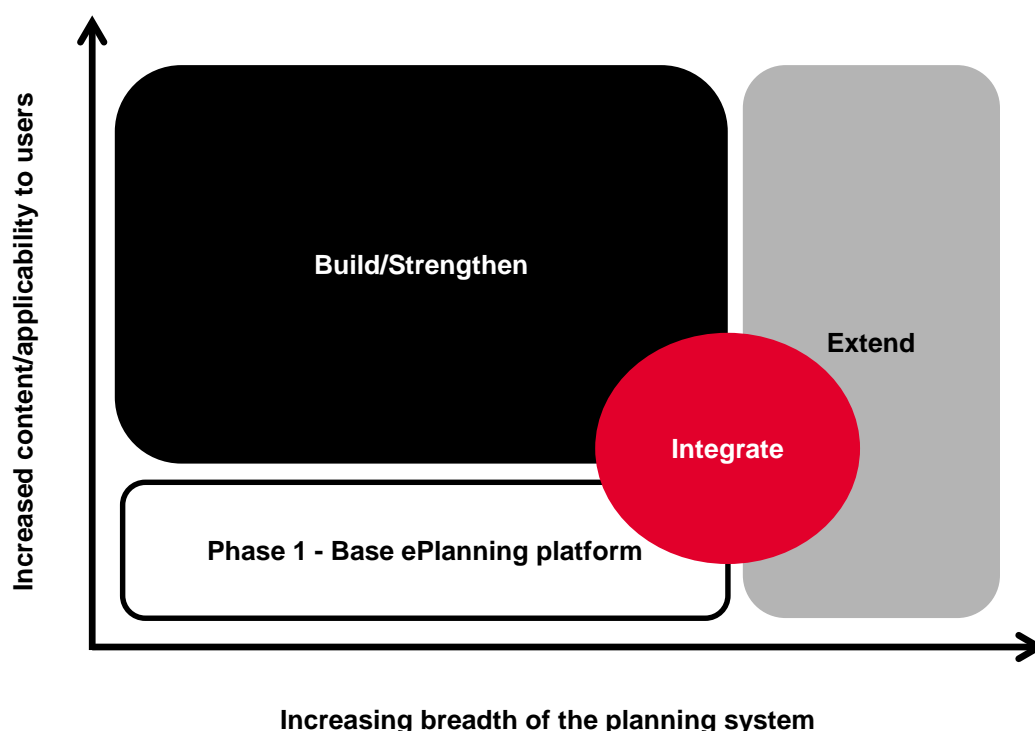 Increased content/applicability to users
Build/Strengthen
Extend
Integrate
Phase 1 - Base ePlanning platform
Increasing breadth of the planning system